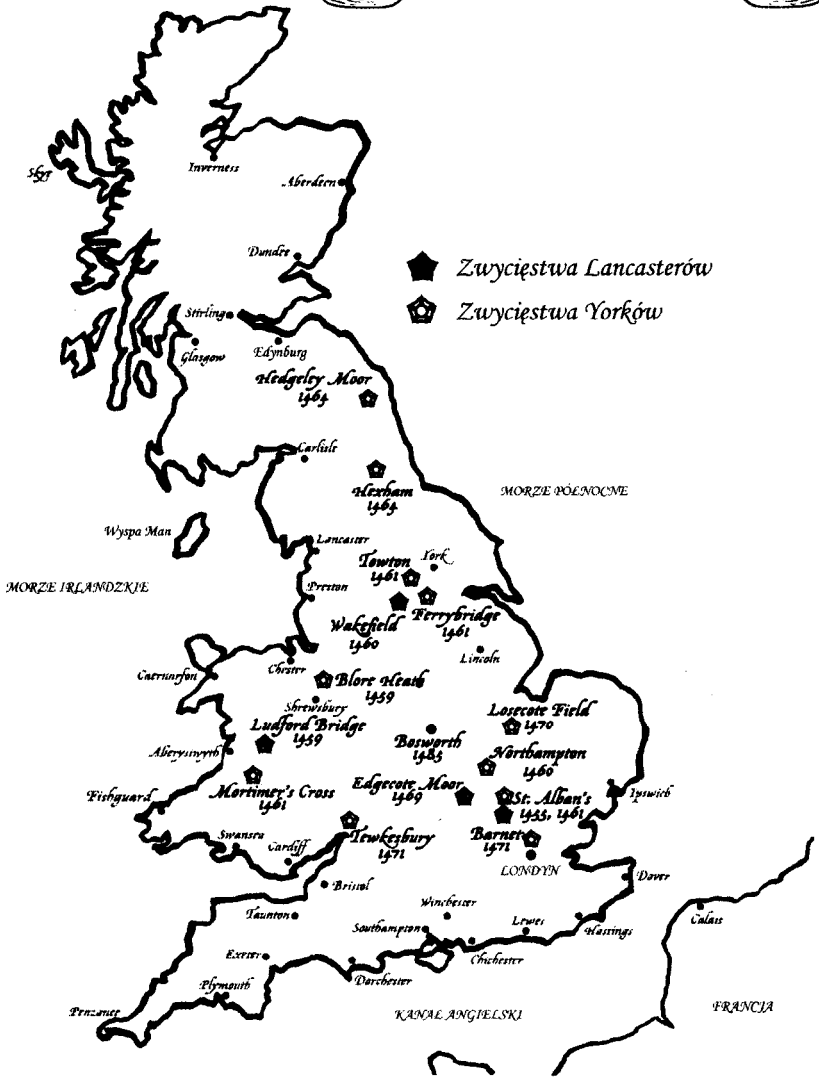 Inverness
Skye
Aberdeen
Dundee
Zwycięstwa Lancasterów
Zwycięstwa Yorków
Stirling
Glasgow
Edynburg
Hedgeley Moor
1464
Carlisle
Hexham
1464
MORZE PÓŁNOCNE
Wyspa Man
Lancaster
York
Towton
1461
MORZE IRLANDZKIE
Preston
Wakefield
1460
Ferrybridge
1461
Lincoln
Chester
Caernarfon
Blore Heath
1459
Shrewsbury
Ludford Bridge
1459
Losecote Field
1470
Bosworth
1485
Aberystwyth
Northampton
1460
Mortimer's Cross
1461
Edgecote Moor
1469
St. Alban's
1455, 1461
Ipswich
Fishguard
Tewkesbury
1471
Barnet
1471
Swansea
Cardiff
LONDYN
Dover
Bristol
Taunton
Winchester
Southampton
Lewes
Hastings
Calais
Exeter
Chichester
Dorchester
Plymouth
Penzance
KANAŁ ANGIELSKI
FRANCJA